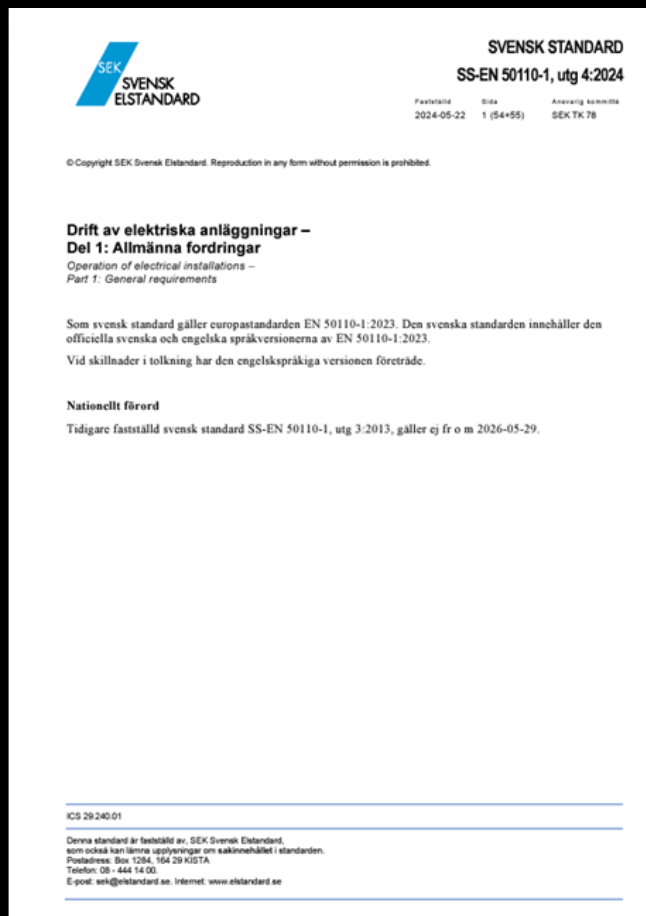 SEK
SVENSK
ELSTANDARD
SVENSK STANDARD
SS-EN 50110-1, utg 4:2024
Fastställd Sida Ansvarig kommitté
2024-05-22 1 (54+55) SEK TK 78
© Copyright SEK Svensk Elstandard. Reproduction in any form without permission is prohibited.
Drift av elektriska anläggningar –
Del 1: Allmänna fordringar
Operation of electrical installations –
Part 1: General requirements
Som svensk standard gäller europastandarden EN 50110-1:2023. Den svenska standarden innehåller den
officiella svenska och engelska språkversionerna av EN 50110-1:2023.
Vid skillnader i tolkning har den engelskspråkiga versionen företräde.
Nationellt förord
Tidigare fastställd svensk standard SS-EN 50110-1, utg 3:2013, gäller ej fr o m 2026-05-29.
ICS 29.240.01
Denna standard är fastställd av, SEK Svensk Elstandard,
som också kan lämna upplysningar om sakinnehållet i standarden.
Postadress: Box 1284, 164 29 KISTA
Telefon: 08 - 444 14 00.
E-post: sek@elstandard.se. Internet: www.elstandard.se